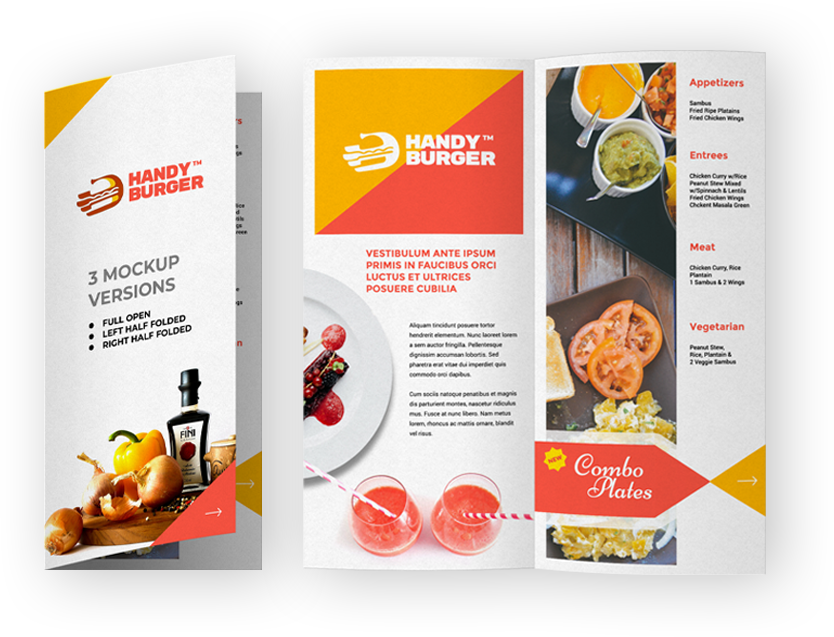 HANDY™
BURGER
3 MOCKUP
VERSIONS
FULL OPEN
LEFT HALF FOLDED
RIGHT HALF FOLDED
FINI
HANDY™
BURGER
VESTIBULUM ANTE IPSUM
PRIMIS IN FAUCIBUS ORCI
LUCTUS ET ULTRICES
POSUERE CUBILIA
Aliquam tincidunt posuere tortor
hendrerit elementum. Nunc laoreet lorem
a sem auctor fringilla. Pellentesque
dignissim accumsan lobortis. Sed
pharetra erat vitae dui imperdiet quis
commodo orci dapibus.
Cum sociis natoque penatibus et magnis
dis parturient montes, nascetur ridiculus
mus. Fusce at nunc libero. Nam metus
lorem, rhoncus ac mattis ornare, blandit
vel risus.
Appetizers
Sambus
Fried Ripe Platains
Fried Chicken Wings
Entrees
Chicken Curry w/Rice
Peanut Stew Mixed
w/Spinnach & Lentils
Fried Chicken Wings
Chckent Masala Green
Meat
Chicken Curry, Rice
Plantain
1 Sambus & 2 Wings
Vegetarian
Peanut Stew,
Rice, Plantain &
2 Veggie Sambus
NEW
Combo
Plates